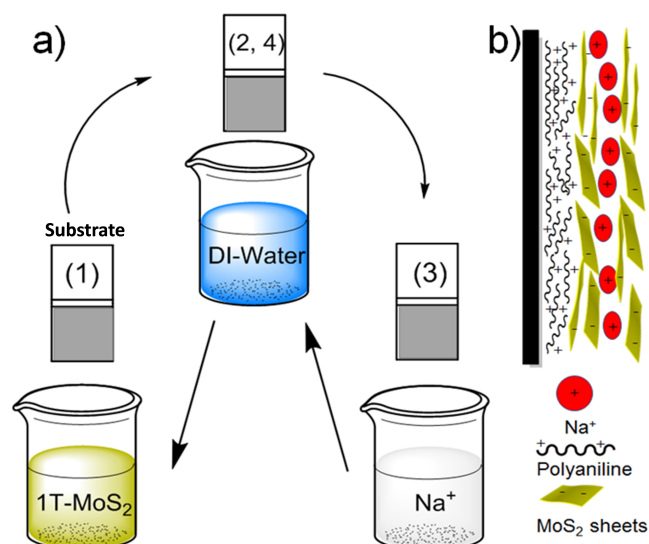 a)
(2, 4)
b)
Substrate
(1)
DI-Water
(3)
1T-MoS₂
Na⁺
Na⁺
Polyaniline
MoS₂ sheets